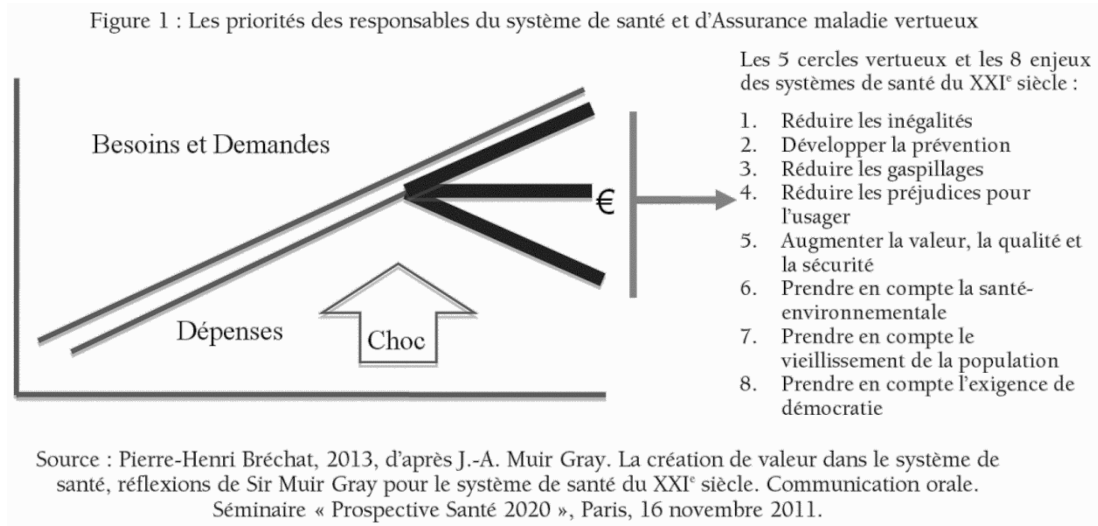 Figure 1 : Les priorités des responsables du système de santé et d’Assurance maladie vertueux
Besoins et Demandes
Dépenses
Choc
€
Les 5 cercles vertueux et les 8 enjeux
des systèmes de santé du XXIe siècle :
1. Réduire les inégalités
2. Développer la prévention
3. Réduire les gaspillages
4. Réduire les préjudices pour
l’usager
5. Augmenter la valeur, la qualité et
la sécurité
6. Prendre en compte la santé-
environnementale
7. Prendre en compte le
vieillissement de la population
8. Prendre en compte l’exigence de
démocratie
Source : Pierre-Henri Bréchat, 2013, d’après J.-A. Muir Gray. La création de valeur dans le système de
santé, réflexions de Sir Muir Gray pour le système de santé du XXIe siècle. Communication orale.
Séminaire « Prospective Santé 2020 », Paris, 16 novembre 2011.